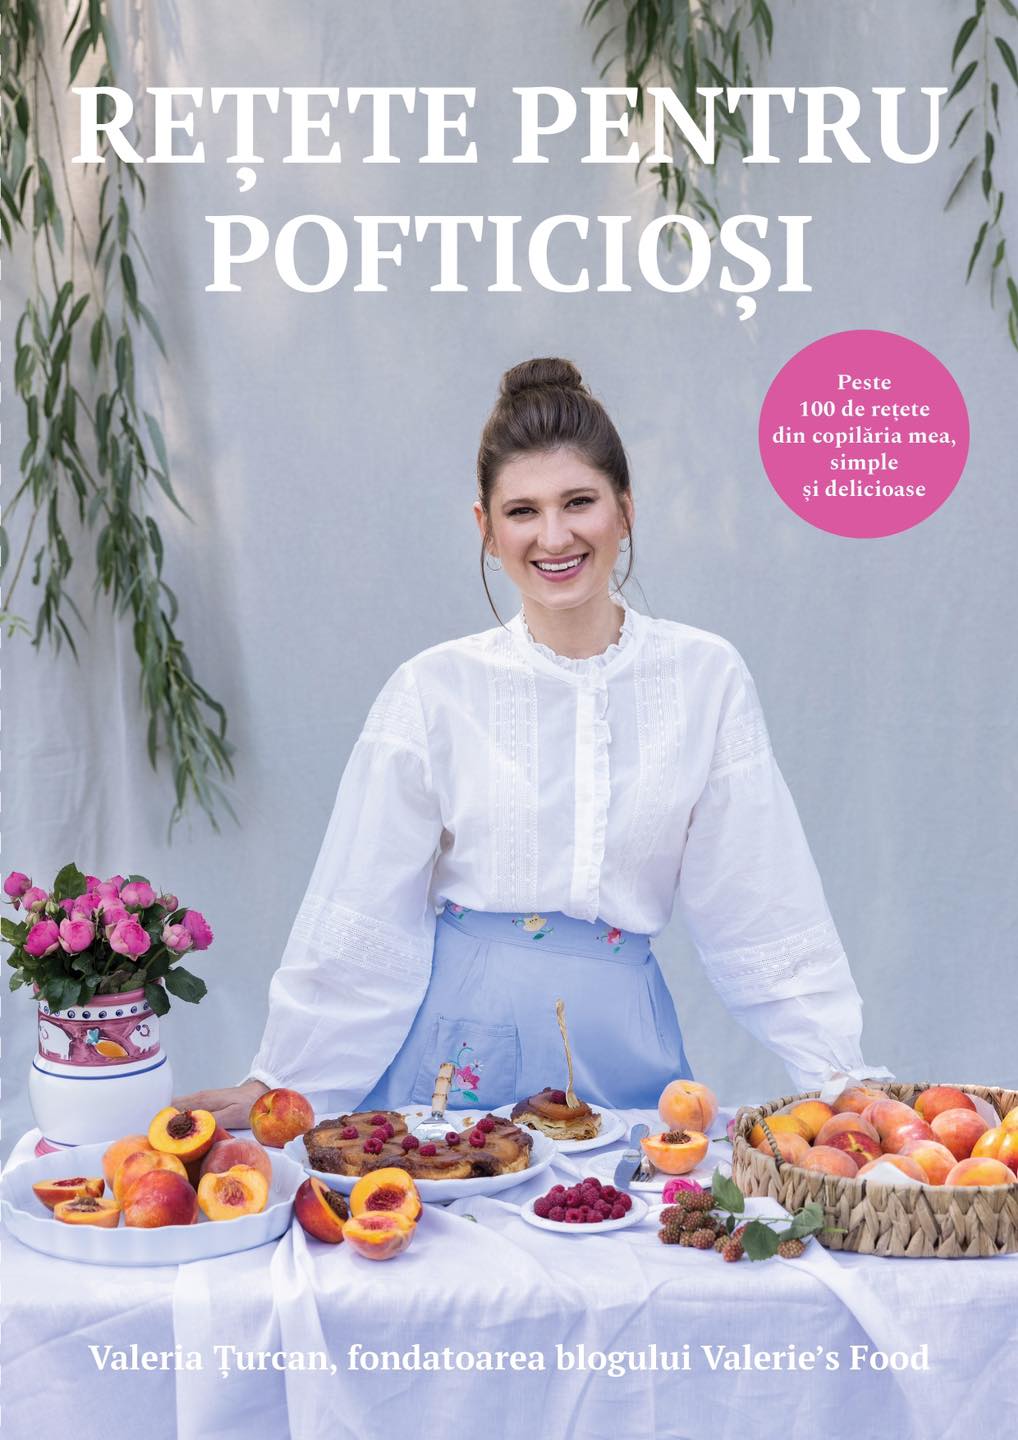 REȚETE PENTRU
POFTICIOȘI
Peste
100 de rețete
din copilăria mea,
simple
și delicioase
Valeria Țurcan, fondatoarea blogului Valerie’s Food